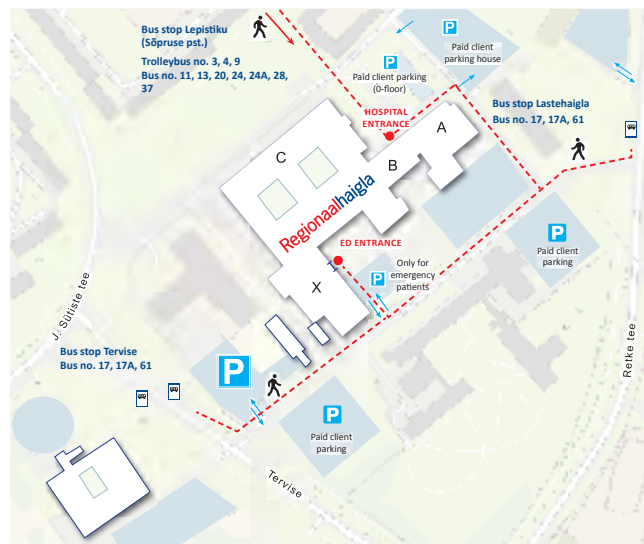 Bus stop Lepistiku
(Sõpruse pst.)
Trolleybus no. 3, 4, 9
Bus no. 11, 13, 20, 24, 24A, 28,
37
P
Paid client
parking house
P
Paid client parking
(0-floor)
HOSPITAL
ENTRANCE
Bus stop Lastehaigla
Bus no. 17, 17A, 61
A
B
C
Regionaalhaigla
ED ENTRANCE
P
Only for
emergency
patients
P
Paid client
parking
X
J. Sütiste tee
Retke tee
Bus stop Tervise
Bus no. 17, 17A, 61
P
P
Paid client
parking
Tervise